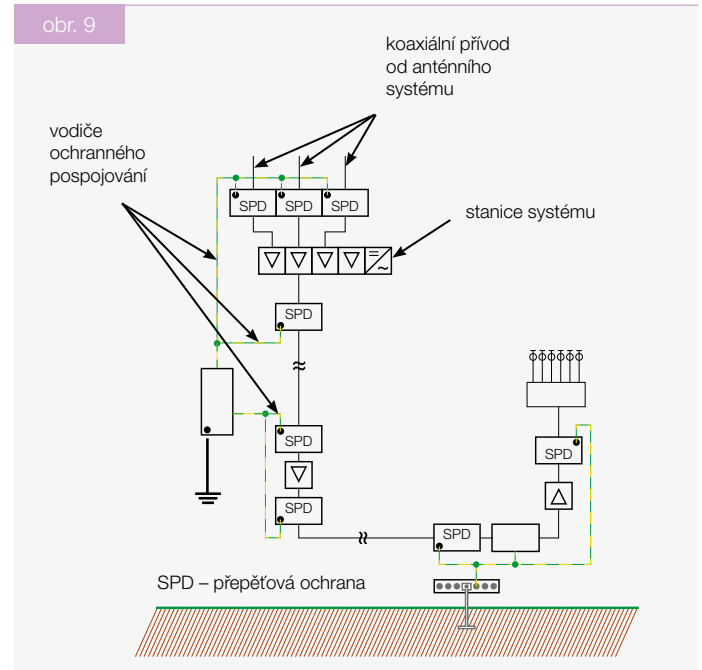 obr. 9
koaxiální přívod
od anténního
systému
vodiče
ochranného
pospojování
SPD
SPD
SPD
stanice systému
SPD
SPD
SPD
SPD
SPD
SPD – přepěťová ochrana